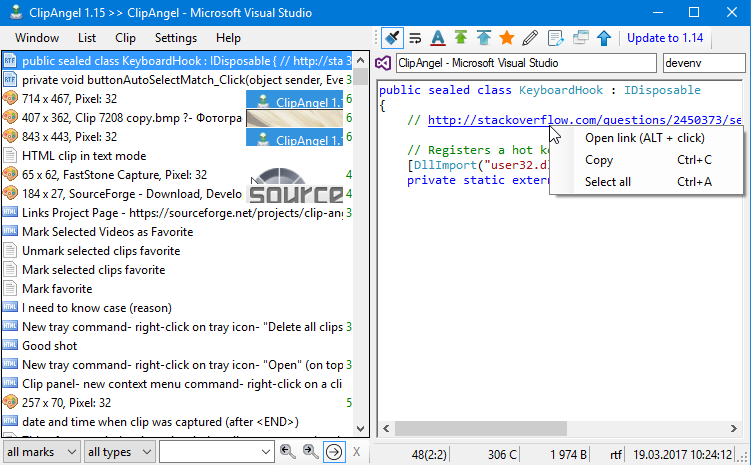 ClipAngel 1.15 >> ClipAngel - Microsoft Visual Studio
Window List Clip Settings Help
Update to 1.14
RTF public sealed class KeyboardHook : IDisposable { // http://sta 3
RTF private void buttonAutoSelectMatch_Click(object sender, Eve 3
714 x 467, Pixel: 32 ClipAngel 1. 6
407 x 362, Clip 7208 copy.bmp ?- Фотогра 3
843 x 443, Pixel: 32 ClipAngel 1. 6
HTML clip in text mode
65 x 62, FastStone Capture, Pixel: 32 4
184 x 27, SourceForge - Download, Develo source 4
Links Project Page - https://sourceforge.net/projects/clip-an 3
Mark Selected Videos as Favorite
Unmark selected clips favorite
Mark selected clips favorite
Mark favorite
I need to know case (reason)
New tray command- right-click on tray icon- "Delete all clips 3
Good shot
New tray command- right-click on tray icon- "Open" (on top 3
Clip panel- new context menu command- right-click on a cli 3
257 x 70, Pixel: 32 5
date and time when clip was captured (after <END>)
all marks all types X
ClipAngel - Microsoft Visual Studio devenv
public sealed class KeyboardHook : IDisposable
{
// http://stackoverflow.com/questions/2450373/se
// Registers a hot k
[DllImport("user32.d
private static extern
Open link (ALT + click)
Copy Ctrl+C
Select all Ctrl+A
48(2:2) 306 C 1 974 B rtf 19.03.2017 10:24:12